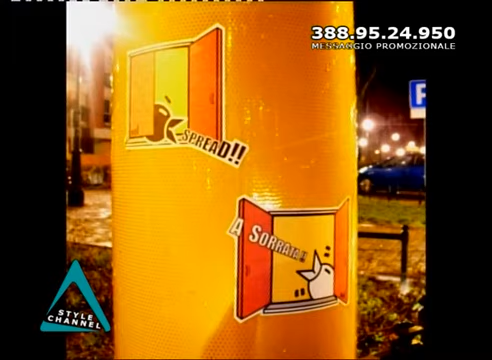 388.95.24.950
MESSAGGIO PROMOZIONALE
P
SPREAD!!
A SORRATA!!
STYLE
CHANNEL